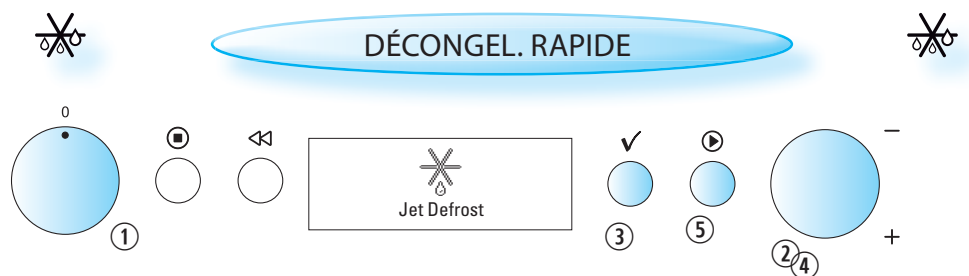 DÉCONGEL. RAPIDE
0
Jet Defrost
–
+
① ③ ⑤ ② ④